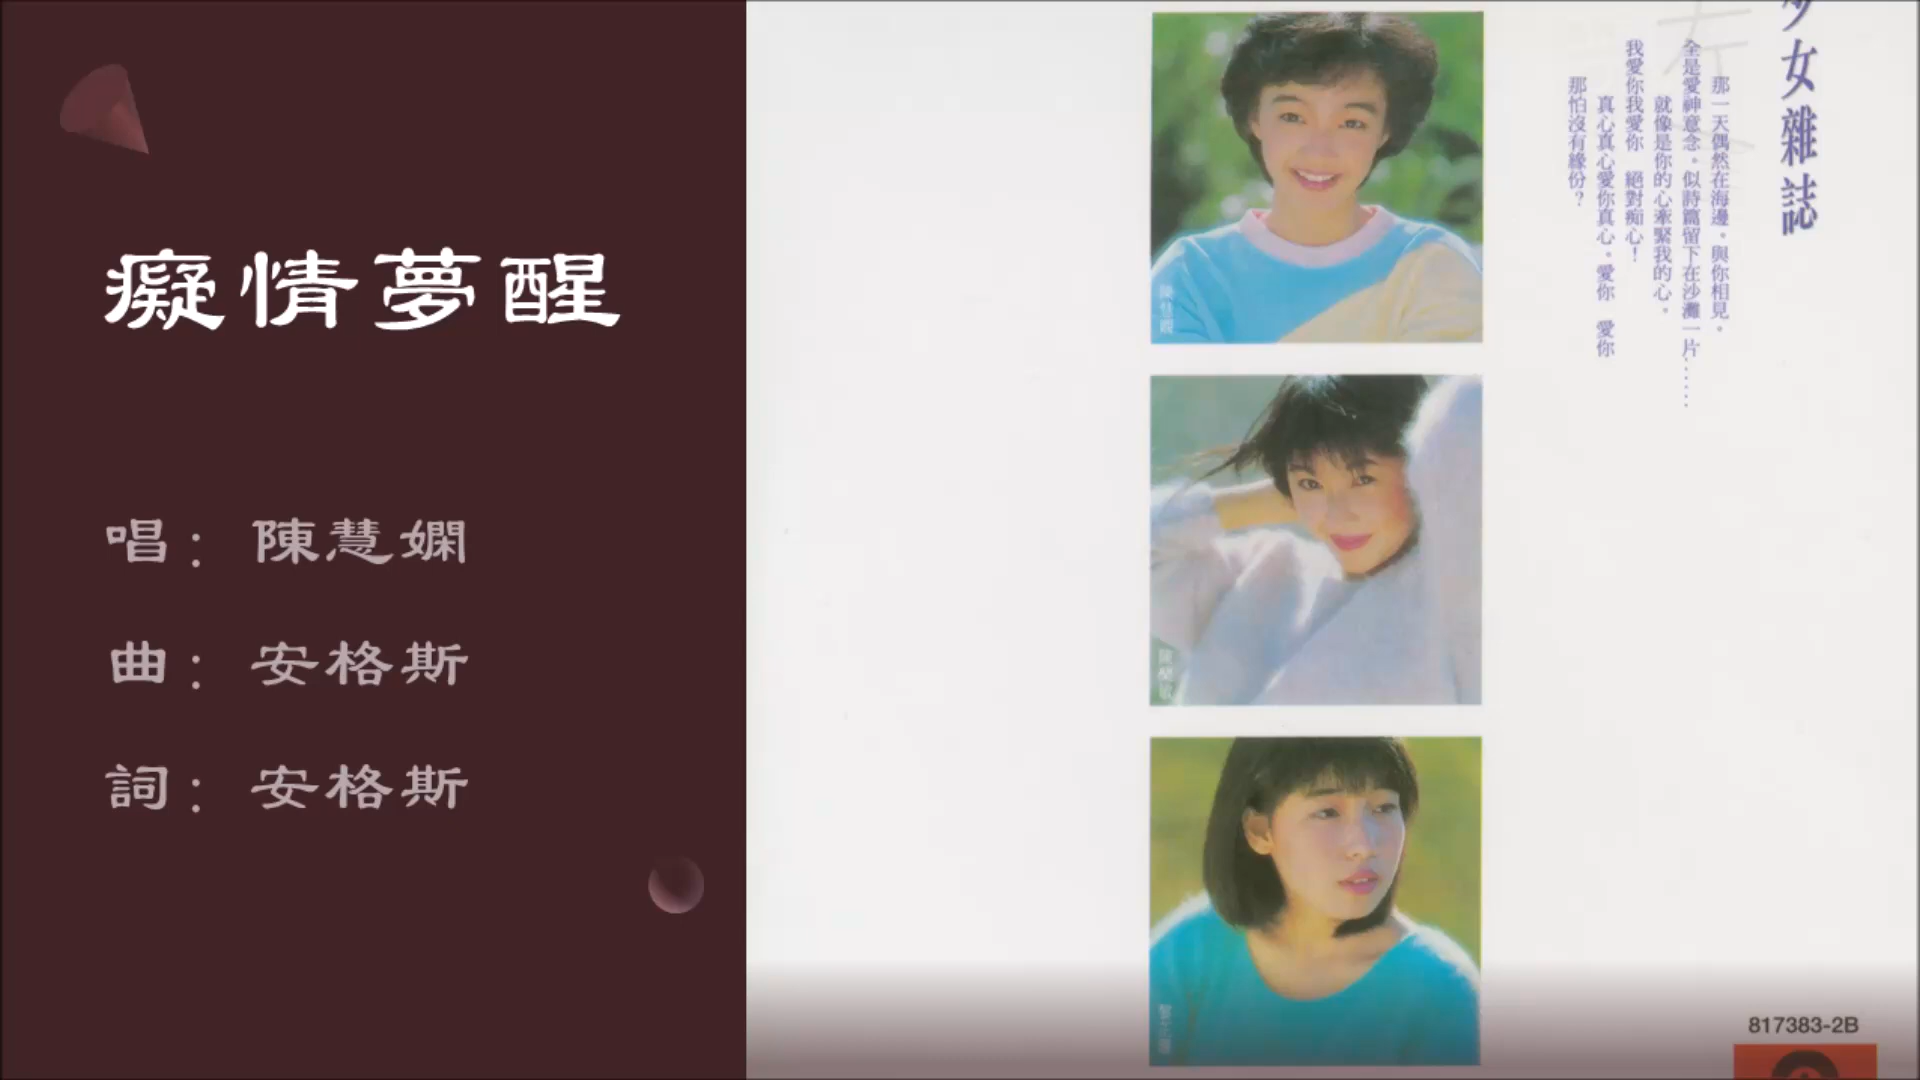 癡情夢醒
唱： 陳慧嫻
曲： 安格斯
詞： 安格斯
少女雜誌
那一天偶然在海邊。與你相見。
全是愛神意念。似詩篇留下在沙灘一片……
就像是你的心牽緊我的心。
我愛你我愛你 絕對痴心！
真心真心愛你真心。愛你 愛你
那怕沒有緣份？
817383-2B